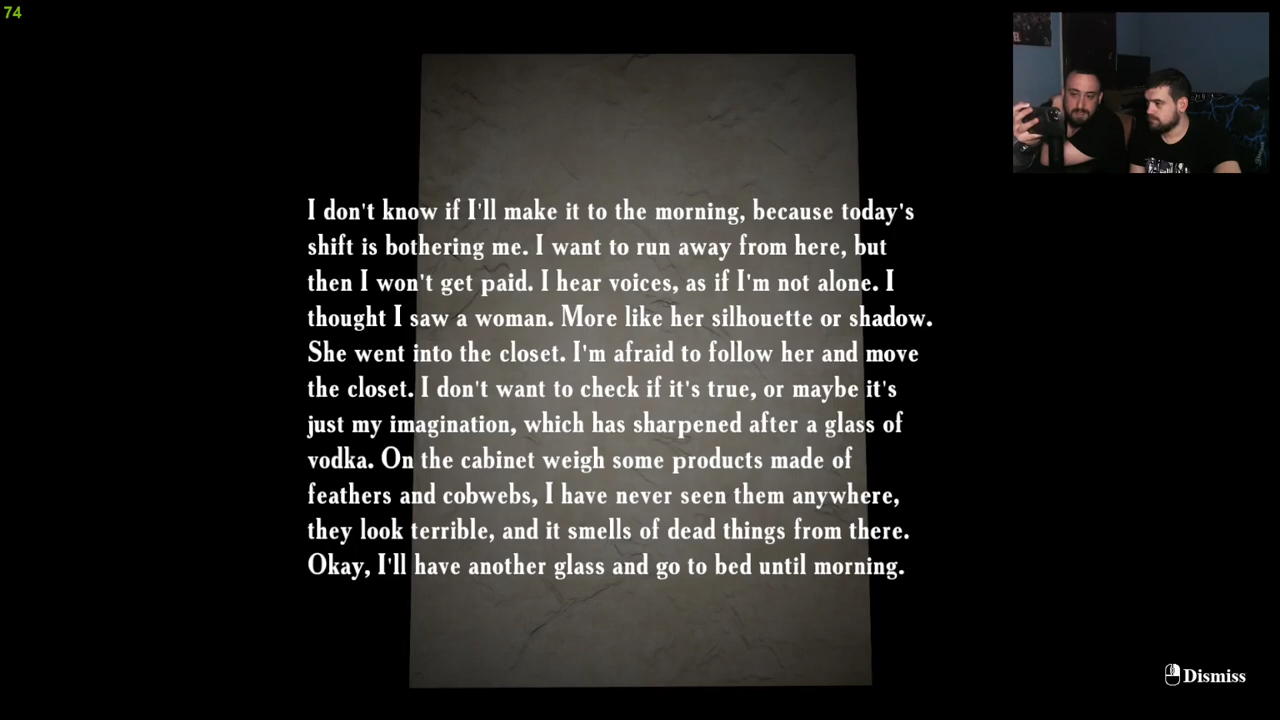 74
I don't know if I'll make it to the morning, because today's
shift is bothering me. I want to run away from here, but
then I won't get paid. I hear voices, as if I'm not alone. I
thought I saw a woman. More like her silhouette or shadow.
She went into the closet. I'm afraid to follow her and move
the closet. I don't want to check if it's true, or maybe it's
just my imagination, which has sharpened after a glass of
vodka. On the cabinet weigh some products made of
feathers and cobwebs, I have never seen them anywhere,
they look terrible, and it smells of dead things from there.
Okay, I'll have another glass and go to bed until morning.
Dismiss